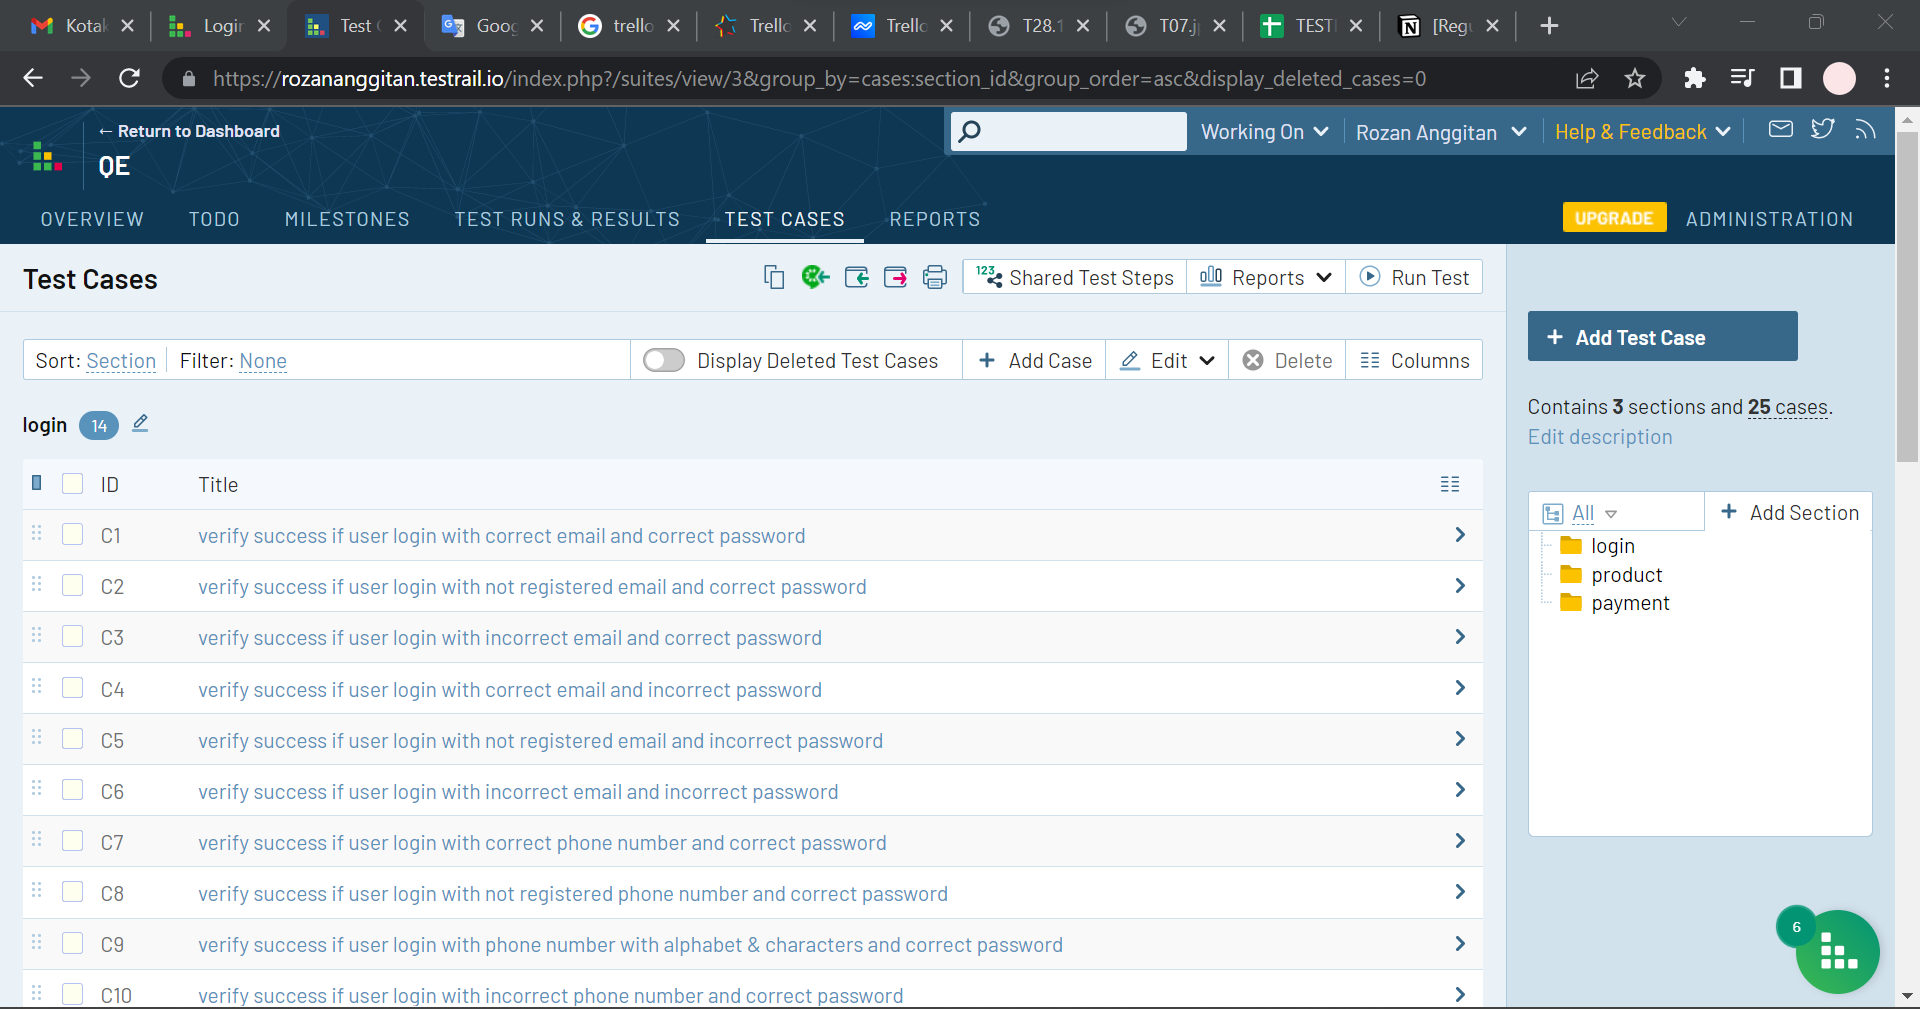 Kotak Login Test C Goog trello Trello Trello T28.1 T07.j TEST [Regu
https://rozananggitan.testrail.io/index.php?/suites/view/3&group_by=cases:section_id&group_order=asc&display_deleted_cases=0
← Return to Dashboard
QE
Working On Rozan Anggitan Help & Feedback
OVERVIEW TODO MILESTONES TEST RUNS & RESULTS TEST CASES REPORTS UPGRADE ADMINISTRATION
Test Cases
123 Shared Test Steps Reports Run Test
Sort: Section Filter: None Display Deleted Test Cases + Add Case Edit Delete Columns
+ Add Test Case
Contains 3 sections and 25 cases.
Edit description
login 14
ID Title
C1 verify success if user login with correct email and correct password
C2 verify success if user login with not registered email and correct password
C3 verify success if user login with incorrect email and correct password
C4 verify success if user login with correct email and incorrect password
C5 verify success if user login with not registered email and incorrect password
C6 verify success if user login with incorrect email and incorrect password
C7 verify success if user login with correct phone number and correct password
C8 verify success if user login with not registered phone number and correct password
C9 verify success if user login with phone number with alphabet & characters and correct password
C10 verify success if user login with incorrect phone number and correct password
All + Add Section
login
product
payment
6